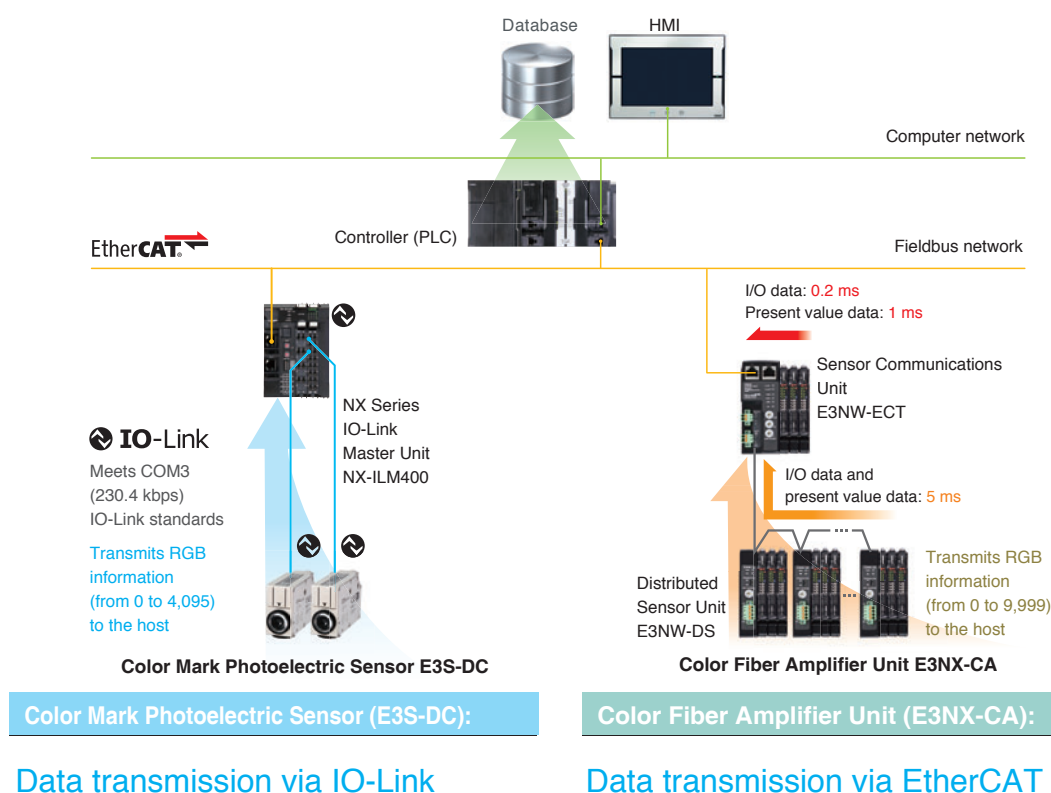 Database
HMI
Computer network
Controller (PLC)
EtherCAT®
Fieldbus network
I/O data: 0.2 ms
Present value data: 1 ms
Sensor Communications
Unit
E3NW-ECT
NX Series
IO-Link
Master Unit
NX-ILM400
IO-Link
Meets COM3
(230.4 kbps)
IO-Link standards
Transmits RGB
information
(from 0 to 4,095)
to the host
I/O data and
present value data: 5 ms
Distributed
Sensor Unit
E3NW-DS
Transmits RGB
information
(from 0 to 9,999)
to the host
Color Mark Photoelectric Sensor E3S-DC
Color Fiber Amplifier Unit E3NX-CA
Color Mark Photoelectric Sensor (E3S-DC):
Data transmission via IO-Link
Color Fiber Amplifier Unit (E3NX-CA):
Data transmission via EtherCAT